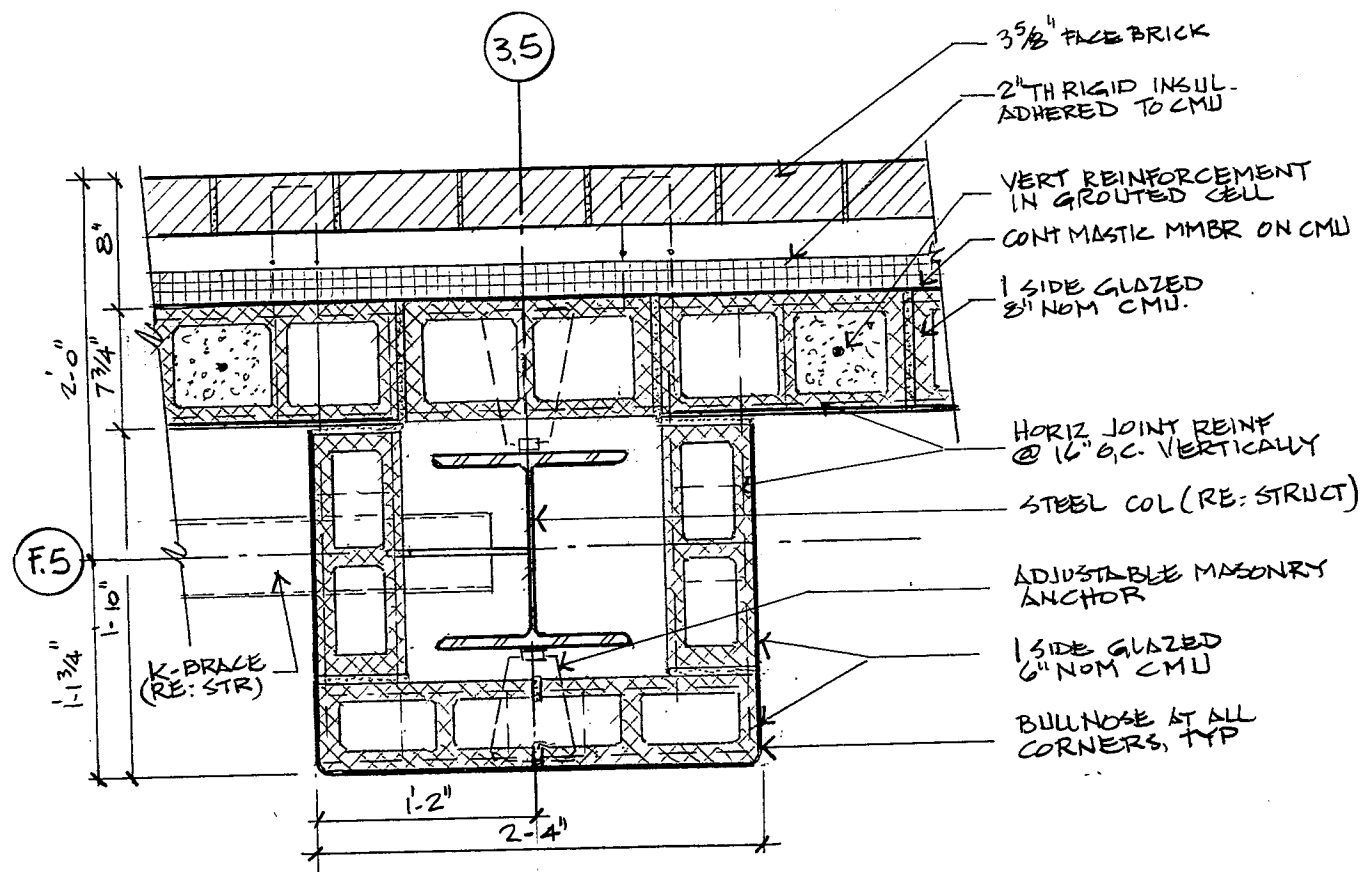 3.5
3 5/8" FACE BRICK
2" TH RIGID INSUL.
ADHERED TO CMU
VERT REINFORCEMENT
IN GROUTED CELL
CONT MASTIC MMBR ON CMU
1 SIDE GLAZED
8" NOM CMU.
8"
2'-0"
7 3/4"
HORIZ JOINT REINF
@ 16" O.C. VERTICALLY
STEEL COL (RE: STRUCT)
F.5
ADJUSTABLE MASONRY
ANCHOR
1'-10"
1'-1 3/4"
K-BRACE
(RE: STR)
1 SIDE GLAZED
6" NOM CMU
BULLNOSE AT ALL
CORNERS, TYP
1'-2"
2-4"